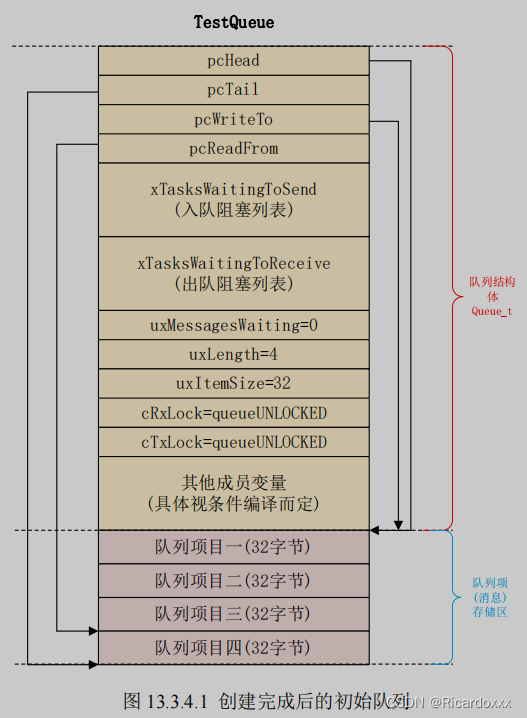 TestQueue
pcHead
pcTail
pcWriteTo
pcReadFrom
xTasksWaitingToSend
(入队阻塞列表)
xTasksWaitingToReceive
(出队阻塞列表)
uxMessagesWaiting=0
uxLength=4
uxItemSize=32
cRxLock=queueUNLOCKED
cTxLock=queueUNLOCKED
其他成员变量
(具体视条件编译而定)
队列项目一(32字节)
队列项目二(32字节)
队列项目三(32字节)
队列项目四(32字节)
队列结构
体
Queue_t
队列项
(消息)
存储区
图 13.3.4.1 创建完成后的初始队列
CSDN @Ricardoxxx